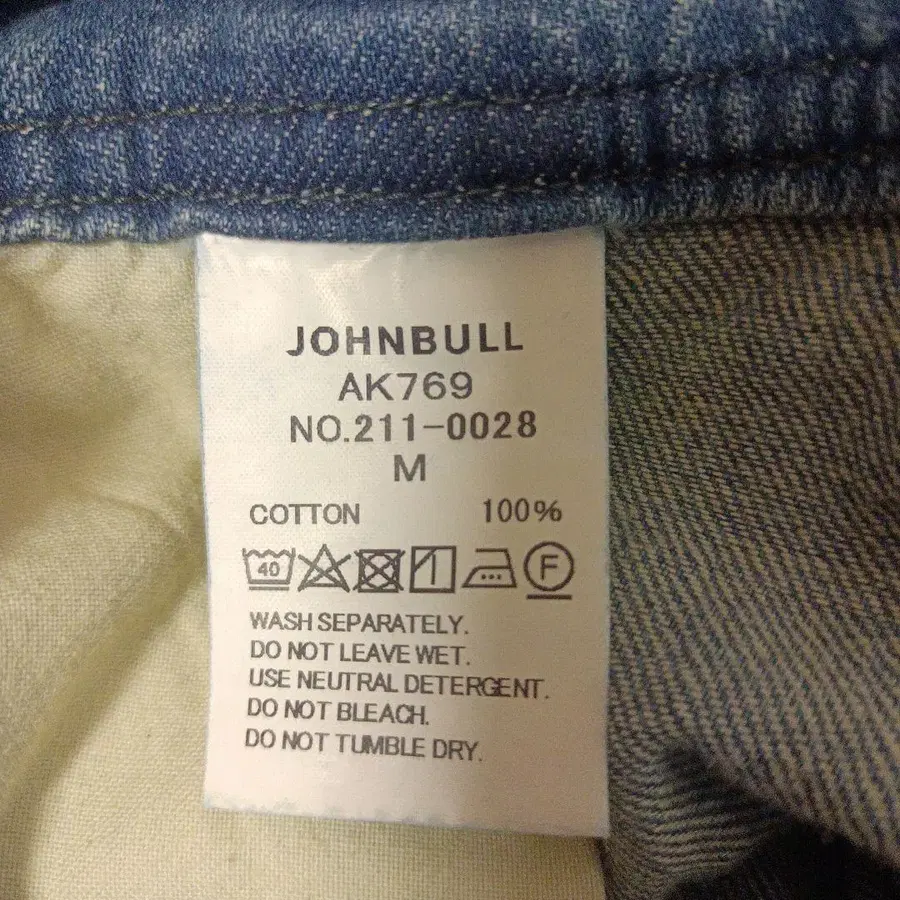 JOHNBULL
AK769
NO.211-0028
M
COTTON 100%
40 F
WASH SEPARATELY.
DO NOT LEAVE WET.
USE NEUTRAL DETERGENT.
DO NOT BLEACH.
DO NOT TUMBLE DRY.